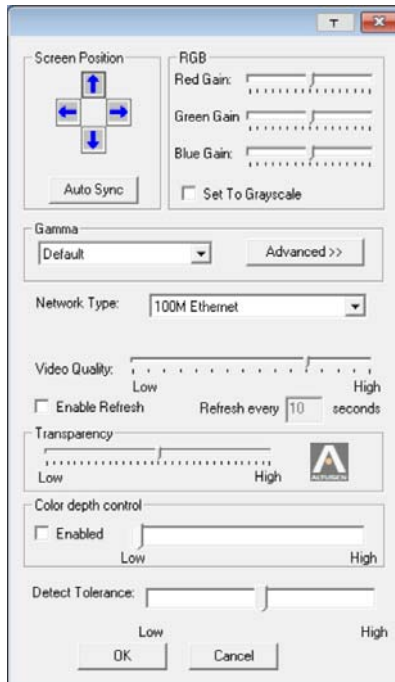 T
Screen Position
RGB
Red Gain:
Green Gain
Blue Gain:
Auto Sync
Set To Grayscale
Gamma
Default
Advanced >>
Network Type:
100M Ethernet
Video Quality:
Low
High
Enable Refresh
Refresh every 10 seconds
Transparency
Low
High
ALTUSEN
Color depth control
Enabled
Low
High
Detect Tolerance:
Low
High
OK
Cancel